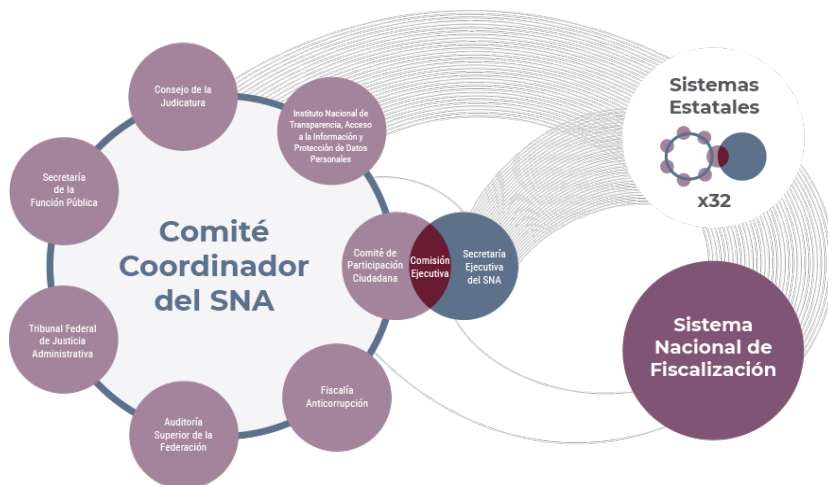 Consejo de la
Judicatura
Instituto Nacional de
Transparencia, Acceso
a la Información y
Protección de Datos
Personales
Sistemas
Estatales
x32
Secretaría
de la
Función Pública
Comité
Coordinador
del SNA
Comité de
Participación
Ciudadana
Comisión
Ejecutiva
Secretaría
Ejecutiva
del SNA
Tribunal Federal
de Justicia
Administrativa
Sistema
Nacional de
Fiscalización
Fiscalía
Anticorrupción
Auditoría
Superior de la
Federación